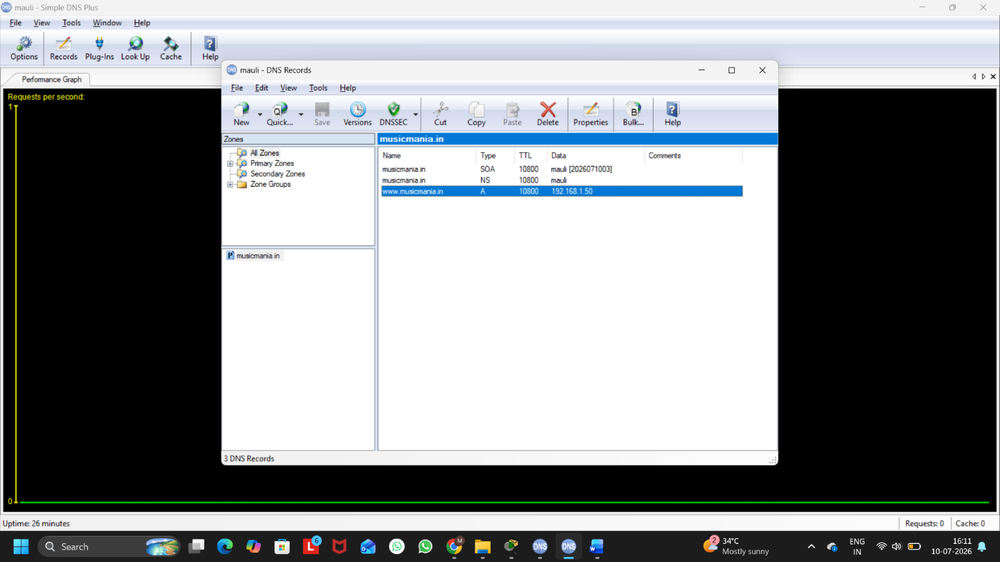 mauli - Simple DNS Plus
File View Tools Window Help
Options Records Plug-Ins Look Up Cache Help
Performance Graph
Requests per second:
1
0
mauli - DNS Records
File Edit View Tools Help
New Quick... Save Versions DNSSEC Cut Copy Paste Delete Properties Bulk... Help
Zones
All Zones
Primary Zones
Secondary Zones
Zone Groups
musicmania.in
musicmania.in
Name Type TTL Data Comments
musicmania.in SOA 10800 mauli [2026071003]
musicmania.in NS 10800 mauli
www.musicmania.in A 10800 192.168.1.50
3 DNS Records
Uptime: 26 minutes
Requests: 0 Cache: 0
Search
6
M
2
34°C
Mostly sunny
ENG
IN
16:11
10-07-2026